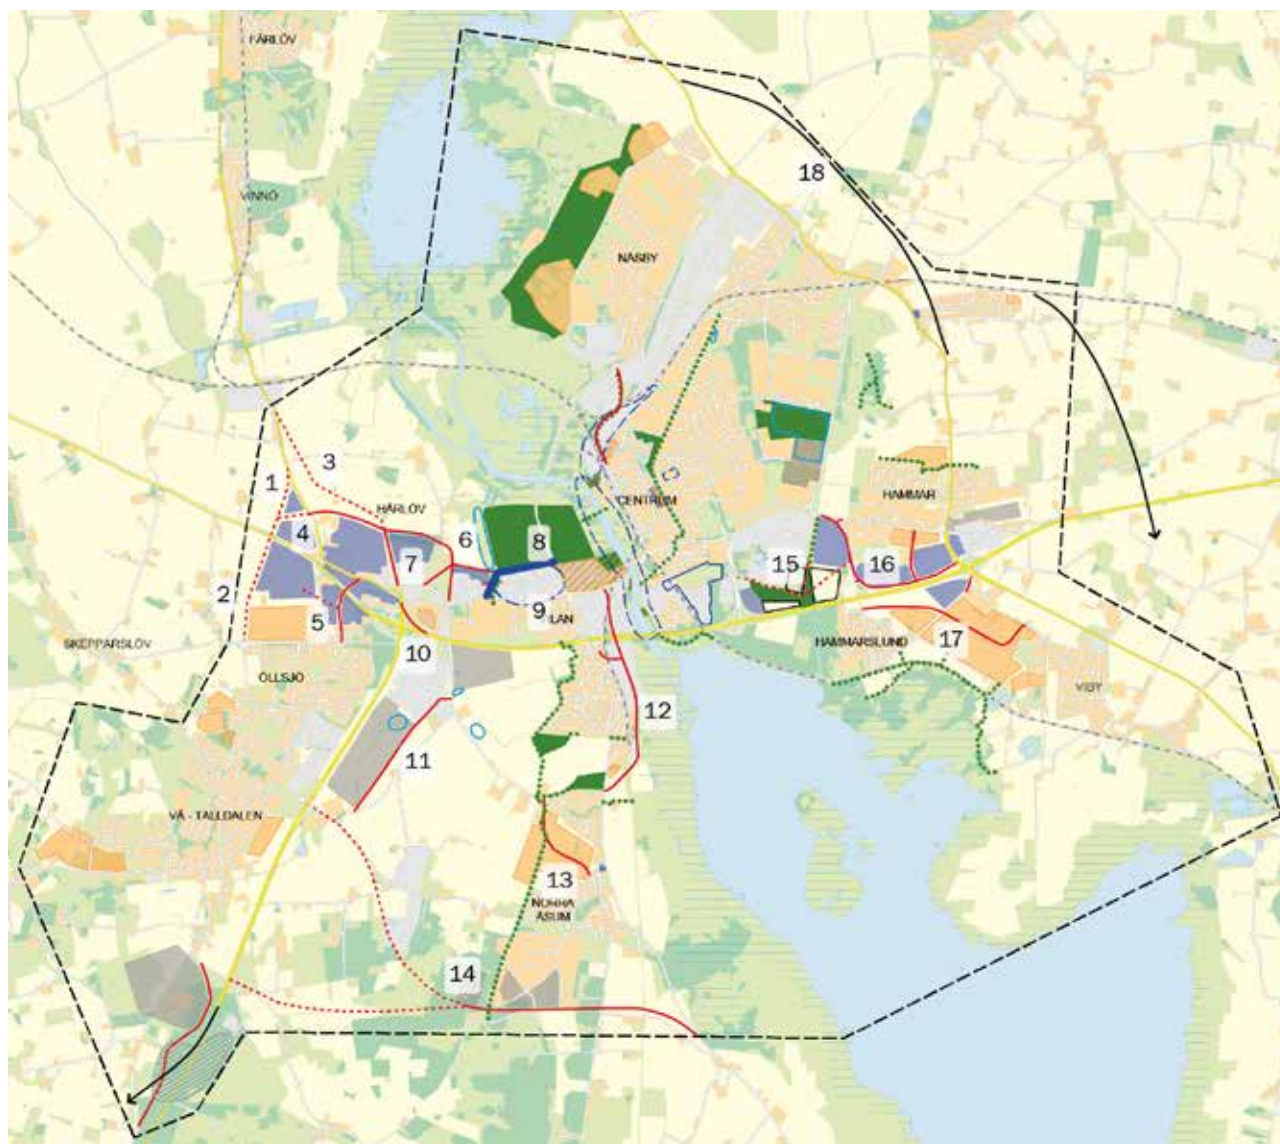 FÄRLÖV
VINNÖ
18
NÄSBY
3
1
CENTRUM
HAMMAR
HÄRLÖV
4
6
8
7
15
16
2
5
9
LAN
SKEPPARSLÖV
10
HAMMARSLUND
17
ÖLLSJÖ
VIBY
12
11
VÄ - TALLDALEN
13
NORRA
ÅSUM
14